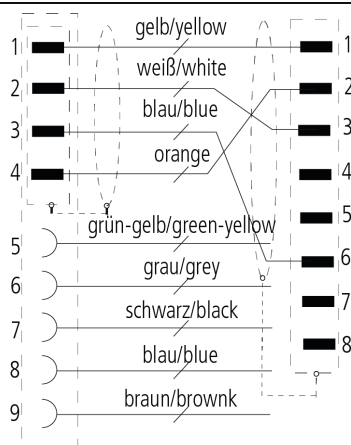 gelb/yellow
1 1
weiß/white
2 2
blau/blue
3 3
orange
4 4
grün-gelb/green-yellow
5 5
grau/grey
6 6
schwarz/black
7 7
blau/blue
8 8
braun/brownk
9